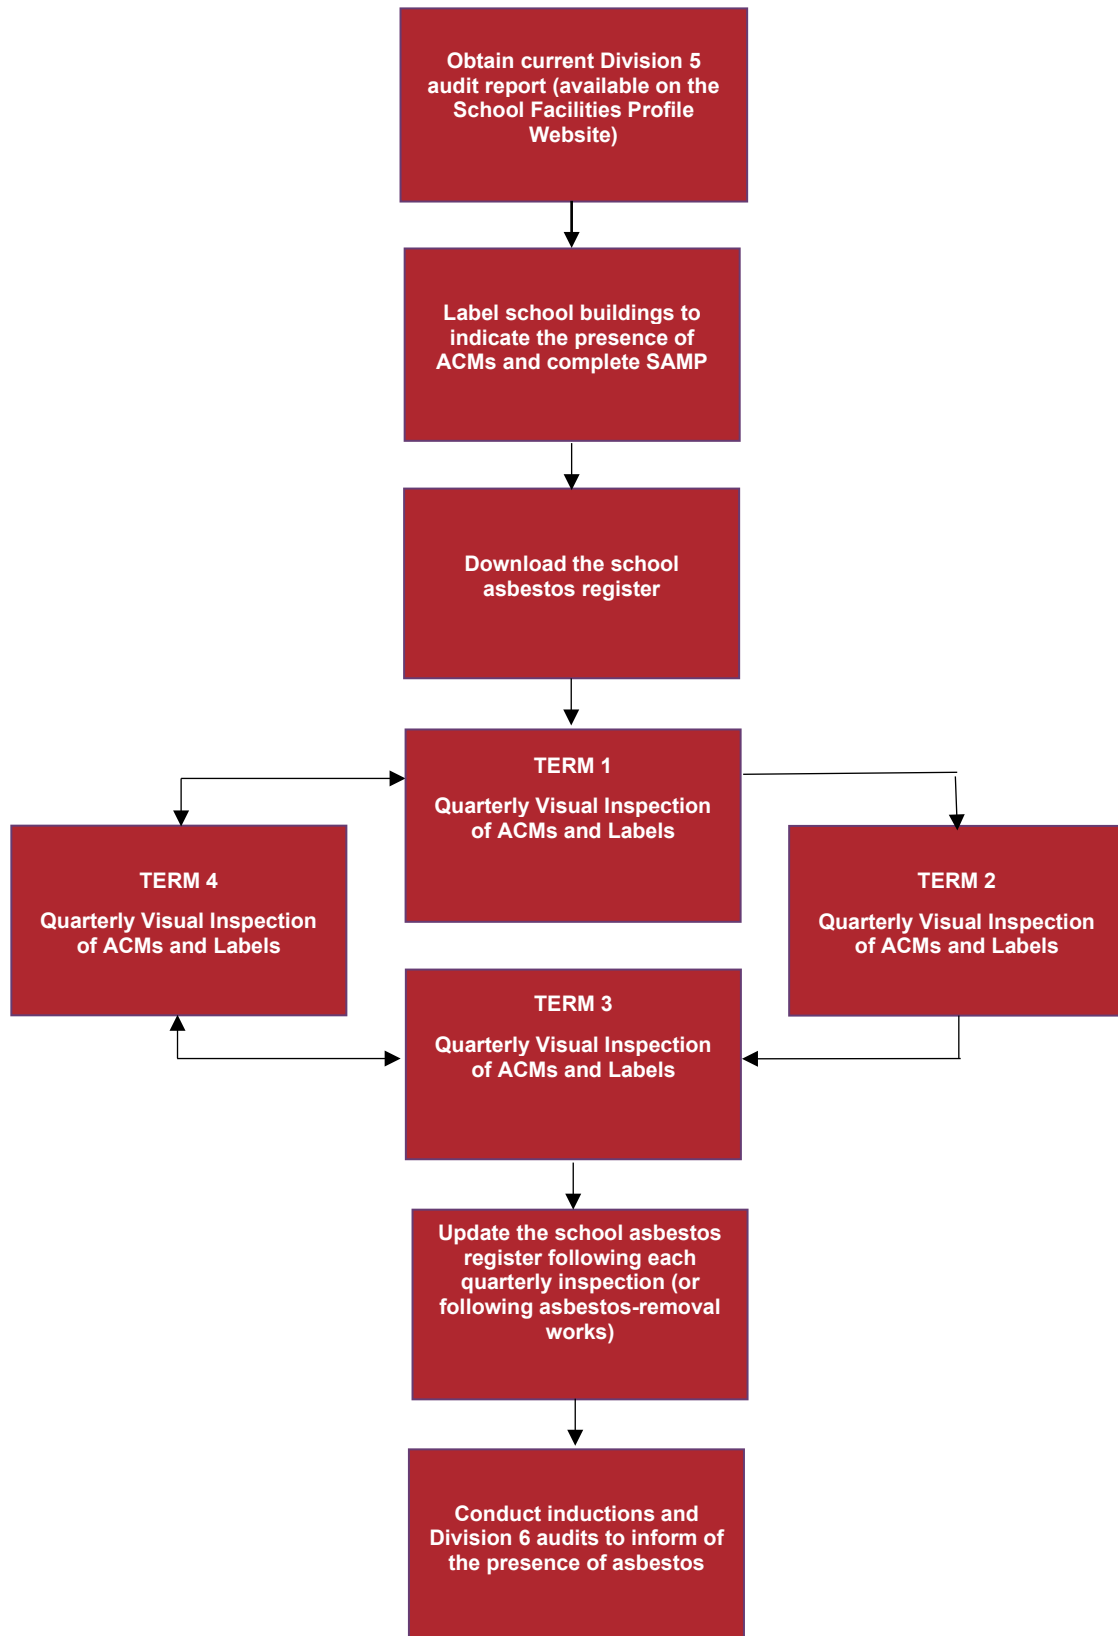 Obtain current Division 5
audit report (available on the
School Facilities Profile
Website)
Label school buildings to
indicate the presence of
ACMs and complete SAMP
Download the school
asbestos register
TERM 1
Quarterly Visual Inspection
of ACMs and Labels
TERM 4
Quarterly Visual Inspection
of ACMs and Labels
TERM 2
Quarterly Visual Inspection
of ACMs and Labels
TERM 3
Quarterly Visual Inspection
of ACMs and Labels
Update the school asbestos
register following each
quarterly inspection (or
following asbestos-removal
works)
Conduct inductions and
Division 6 audits to inform of
the presence of asbestos